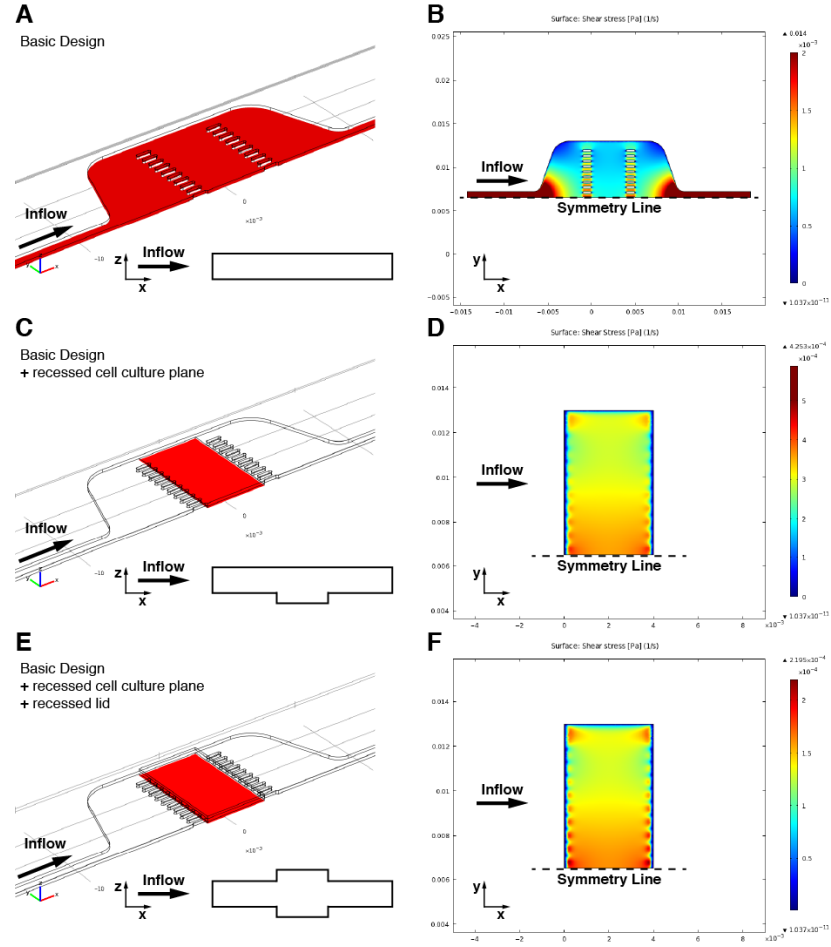 A
Basic Design
Inflow
y
x
−10
0
×10⁻³
z
x
Inflow
B
Surface: Shear stress [Pa] (1/s)
▲ 0.014
×10⁻³
0.025
0.02
0.015
0.01
0.005
0
−0.005
Inflow
Symmetry Line
y
x
−0.015
−0.01
−0.005
0
0.005
0.01
0.015
2
1.5
1
0.5
0
▼ 1.037×10⁻¹¹
C
Basic Design
+ recessed cell culture plane
Inflow
y
z
x
−10
0
×10⁻³
z
x
Inflow
D
Surface: Shear Stress [Pa] (1/s)
▲ 4.253×10⁻⁴
×10⁻⁴
0.014
0.012
0.01
0.008
0.006
0.004
Inflow
Symmetry Line
y
x
−4
−2
0
2
4
6
8
×10⁻³
5
4
3
2
1
0
▼ 1.037×10⁻¹¹
E
Basic Design
+ recessed cell culture plane
+ recessed lid
Inflow
y
z
x
−10
0
×10⁻³
z
x
Inflow
F
Surface: Shear stress [Pa] (1/s)
▲ 2.195×10⁻⁴
×10⁻⁴
0.014
0.012
0.01
0.008
0.006
0.004
Inflow
Symmetry Line
y
x
−4
−2
0
2
4
6
8
×10⁻³
2
1.5
1
0.5
0
▼ 1.037×10⁻¹¹